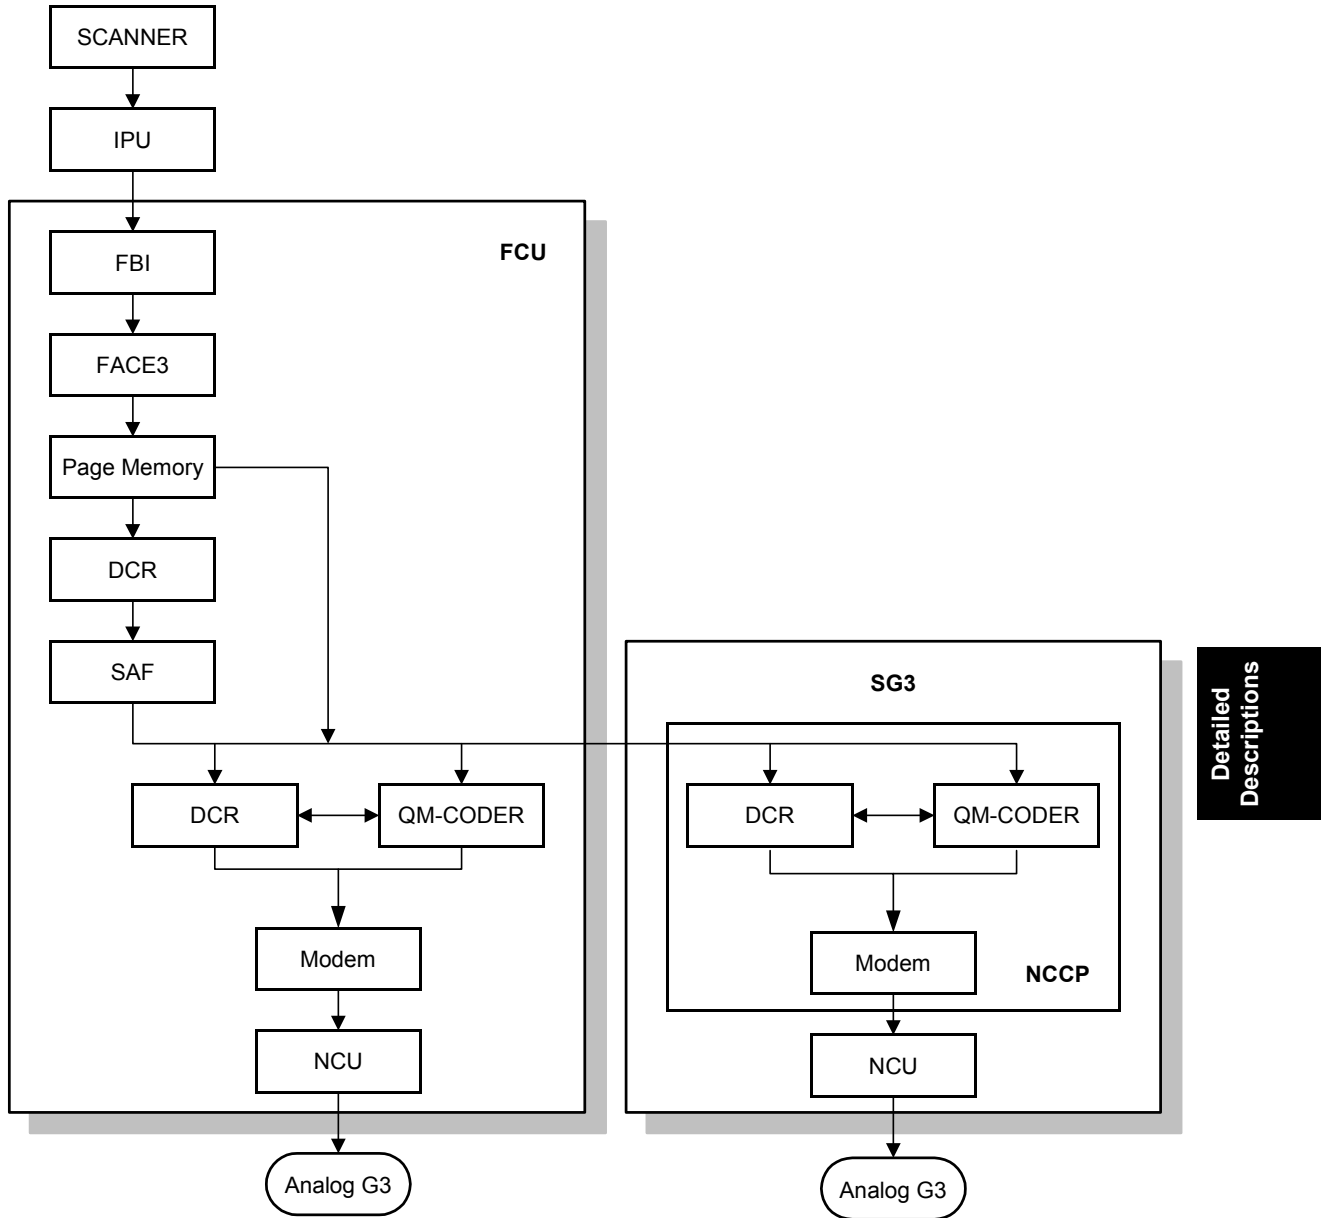 SCANNER
IPU
FCU
FBI
FACE3
Page Memory
DCR
SAF
DCR
QM-CODER
Modem
NCU
Analog G3
SG3
DCR
QM-CODER
Modem
NCCP
NCU
Analog G3
Detailed
Descriptions